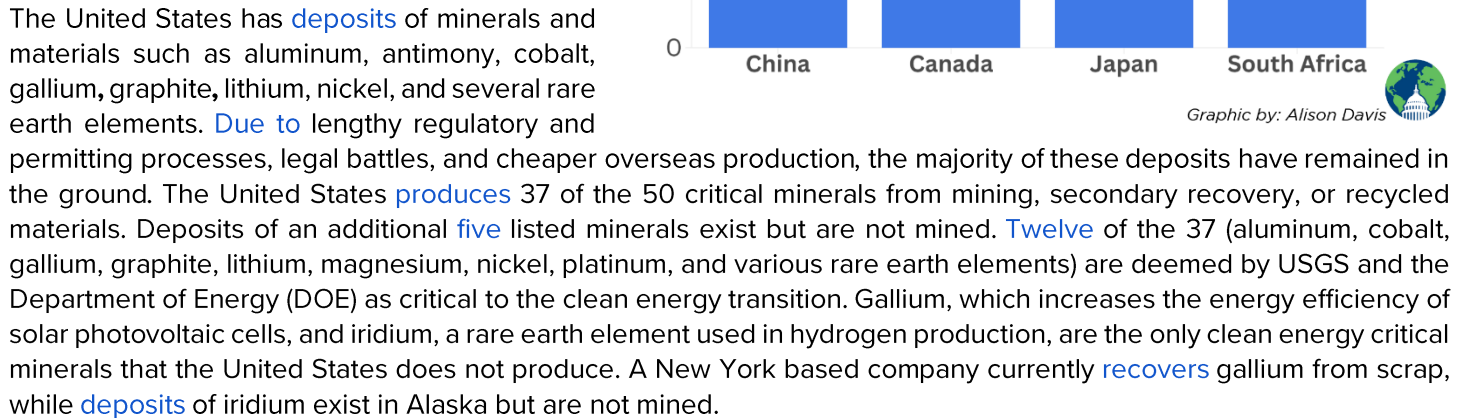 The United States has deposits of minerals and
materials such as aluminum, antimony, cobalt,
gallium, graphite, lithium, nickel, and several rare
earth elements. Due to lengthy regulatory and
0
China Canada Japan South Africa
Graphic by: Alison Davis
permitting processes, legal battles, and cheaper overseas production, the majority of these deposits have remained in
the ground. The United States produces 37 of the 50 critical minerals from mining, secondary recovery, or recycled
materials. Deposits of an additional five listed minerals exist but are not mined. Twelve of the 37 (aluminum, cobalt,
gallium, graphite, lithium, magnesium, nickel, platinum, and various rare earth elements) are deemed by USGS and the
Department of Energy (DOE) as critical to the clean energy transition. Gallium, which increases the energy efficiency of
solar photovoltaic cells, and iridium, a rare earth element used in hydrogen production, are the only clean energy critical
minerals that the United States does not produce. A New York based company currently recovers gallium from scrap,
while deposits of iridium exist in Alaska but are not mined.